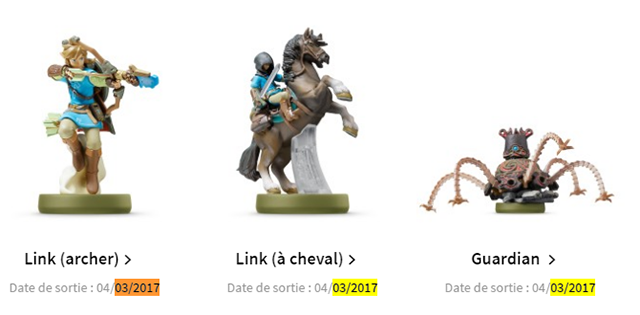 Link (archer) >
Link (à cheval) >
Guardian >
Date de sortie : 04/03/2017
Date de sortie : 04/03/2017
Date de sortie : 04/03/2017